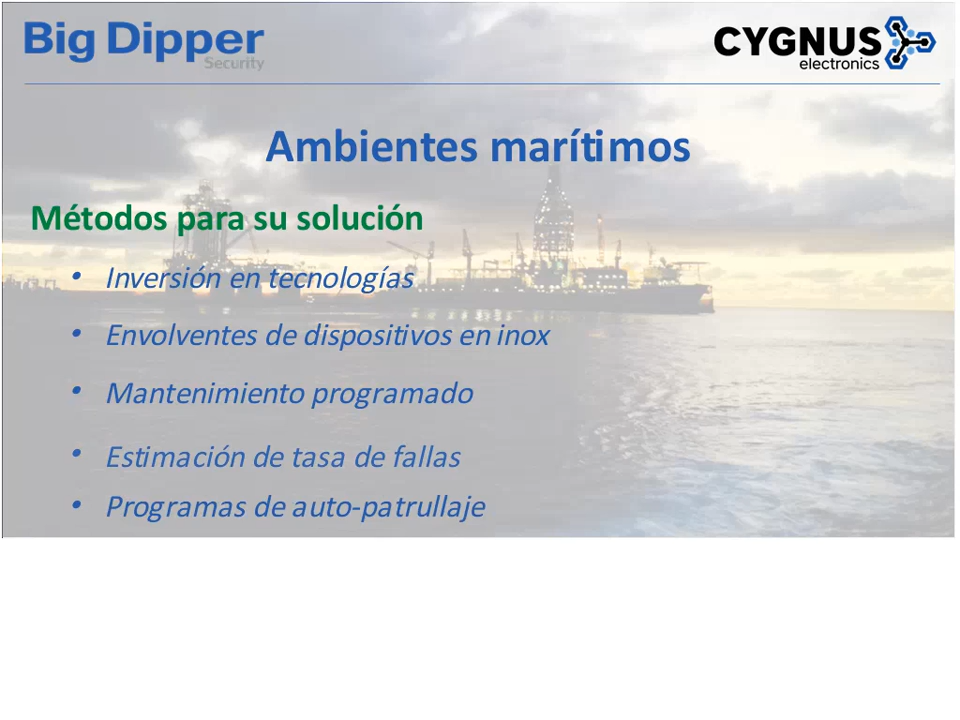 Big Dipper
Security
CYGNUS
electronics
Ambientes marítimos
Métodos para su solución
• Inversión en tecnologías
• Envolventes de dispositivos en inox
• Mantenimiento programado
• Estimación de tasa de fallas
• Programas de auto-patrullaje